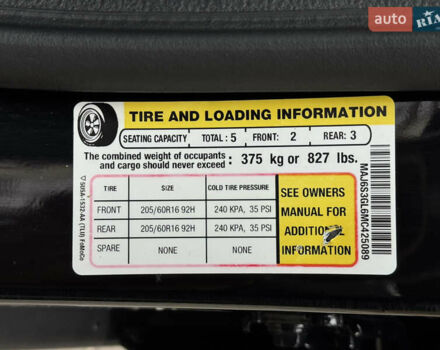 auto RIA
TIRE AND LOADING INFORMATION
SEATING CAPACITY TOTAL: 5 FRONT: 2 REAR: 3
The combined weight of occupants
and cargo should never exceed : 375 kg or 827 lbs.
TIRE SIZE COLD TIRE PRESSURE
FRONT 205/60R16 92H 240 KPA, 35 PSI
REAR 205/60R16 92H 240 KPA, 35 PSI
SPARE NONE NONE
SEE OWNERS
MANUAL FOR
ADDITIONAL
INFORMATION
MAJ6S3GL6MC425089